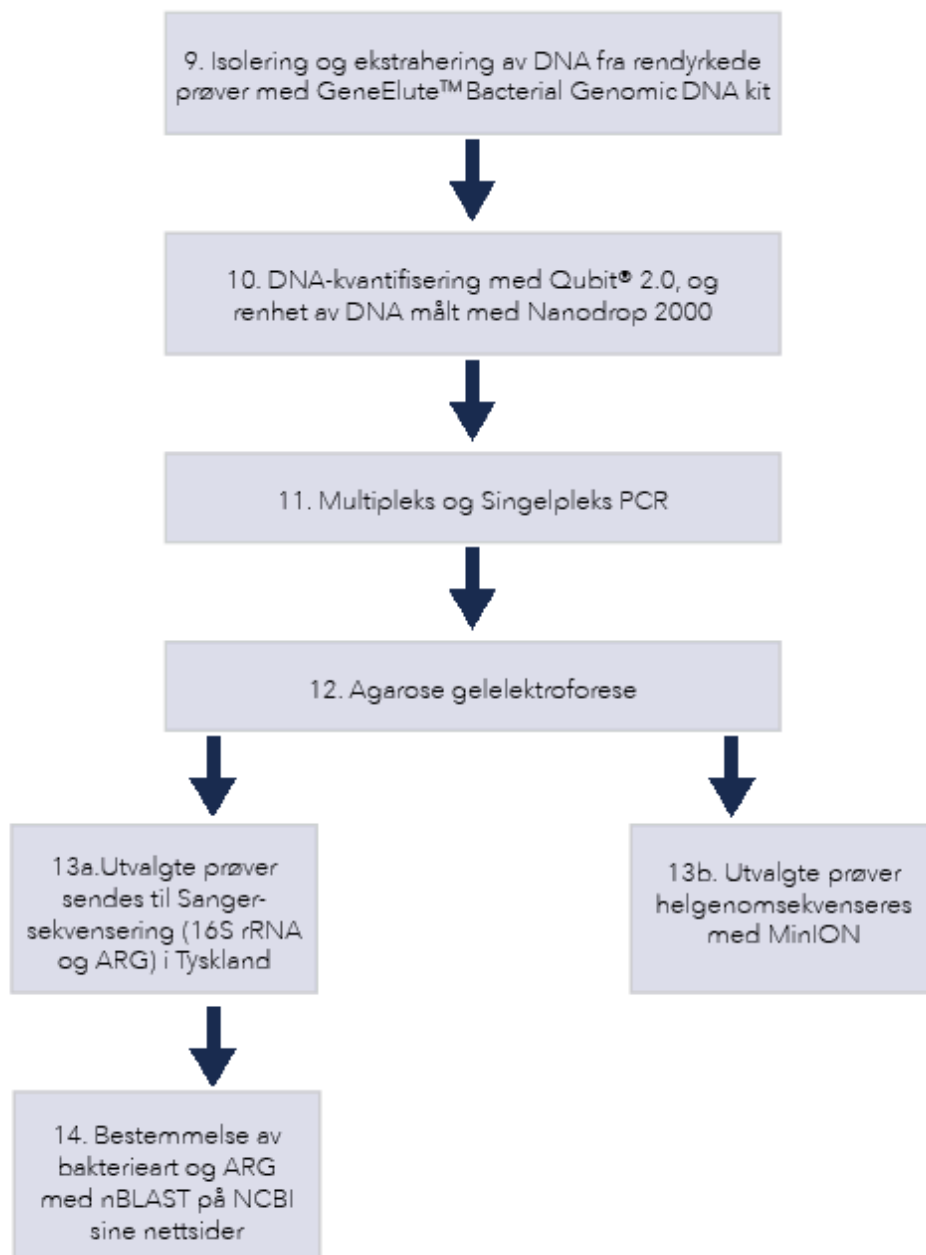 9. Isolering og ekstrahering av DNA fra rendyrkede
prøver med GeneElute™ Bacterial Genomic DNA kit
10. DNA-kvantifisering med Qubit® 2.0, og
renhet av DNA målt med Nanodrop 2000
11. Multipleks og Singelpleks PCR
12. Agarose gelelektroforese
13a.Utvalgte prøver
sendes til Sanger-
sekvensering (16S rRNA
og ARG) i Tyskland
13b. Utvalgte prøver
helgenomsekvenseres
med MinION
14. Bestemmelse av
bakterieart og ARG
med nBLAST på NCBI
sine nettsider